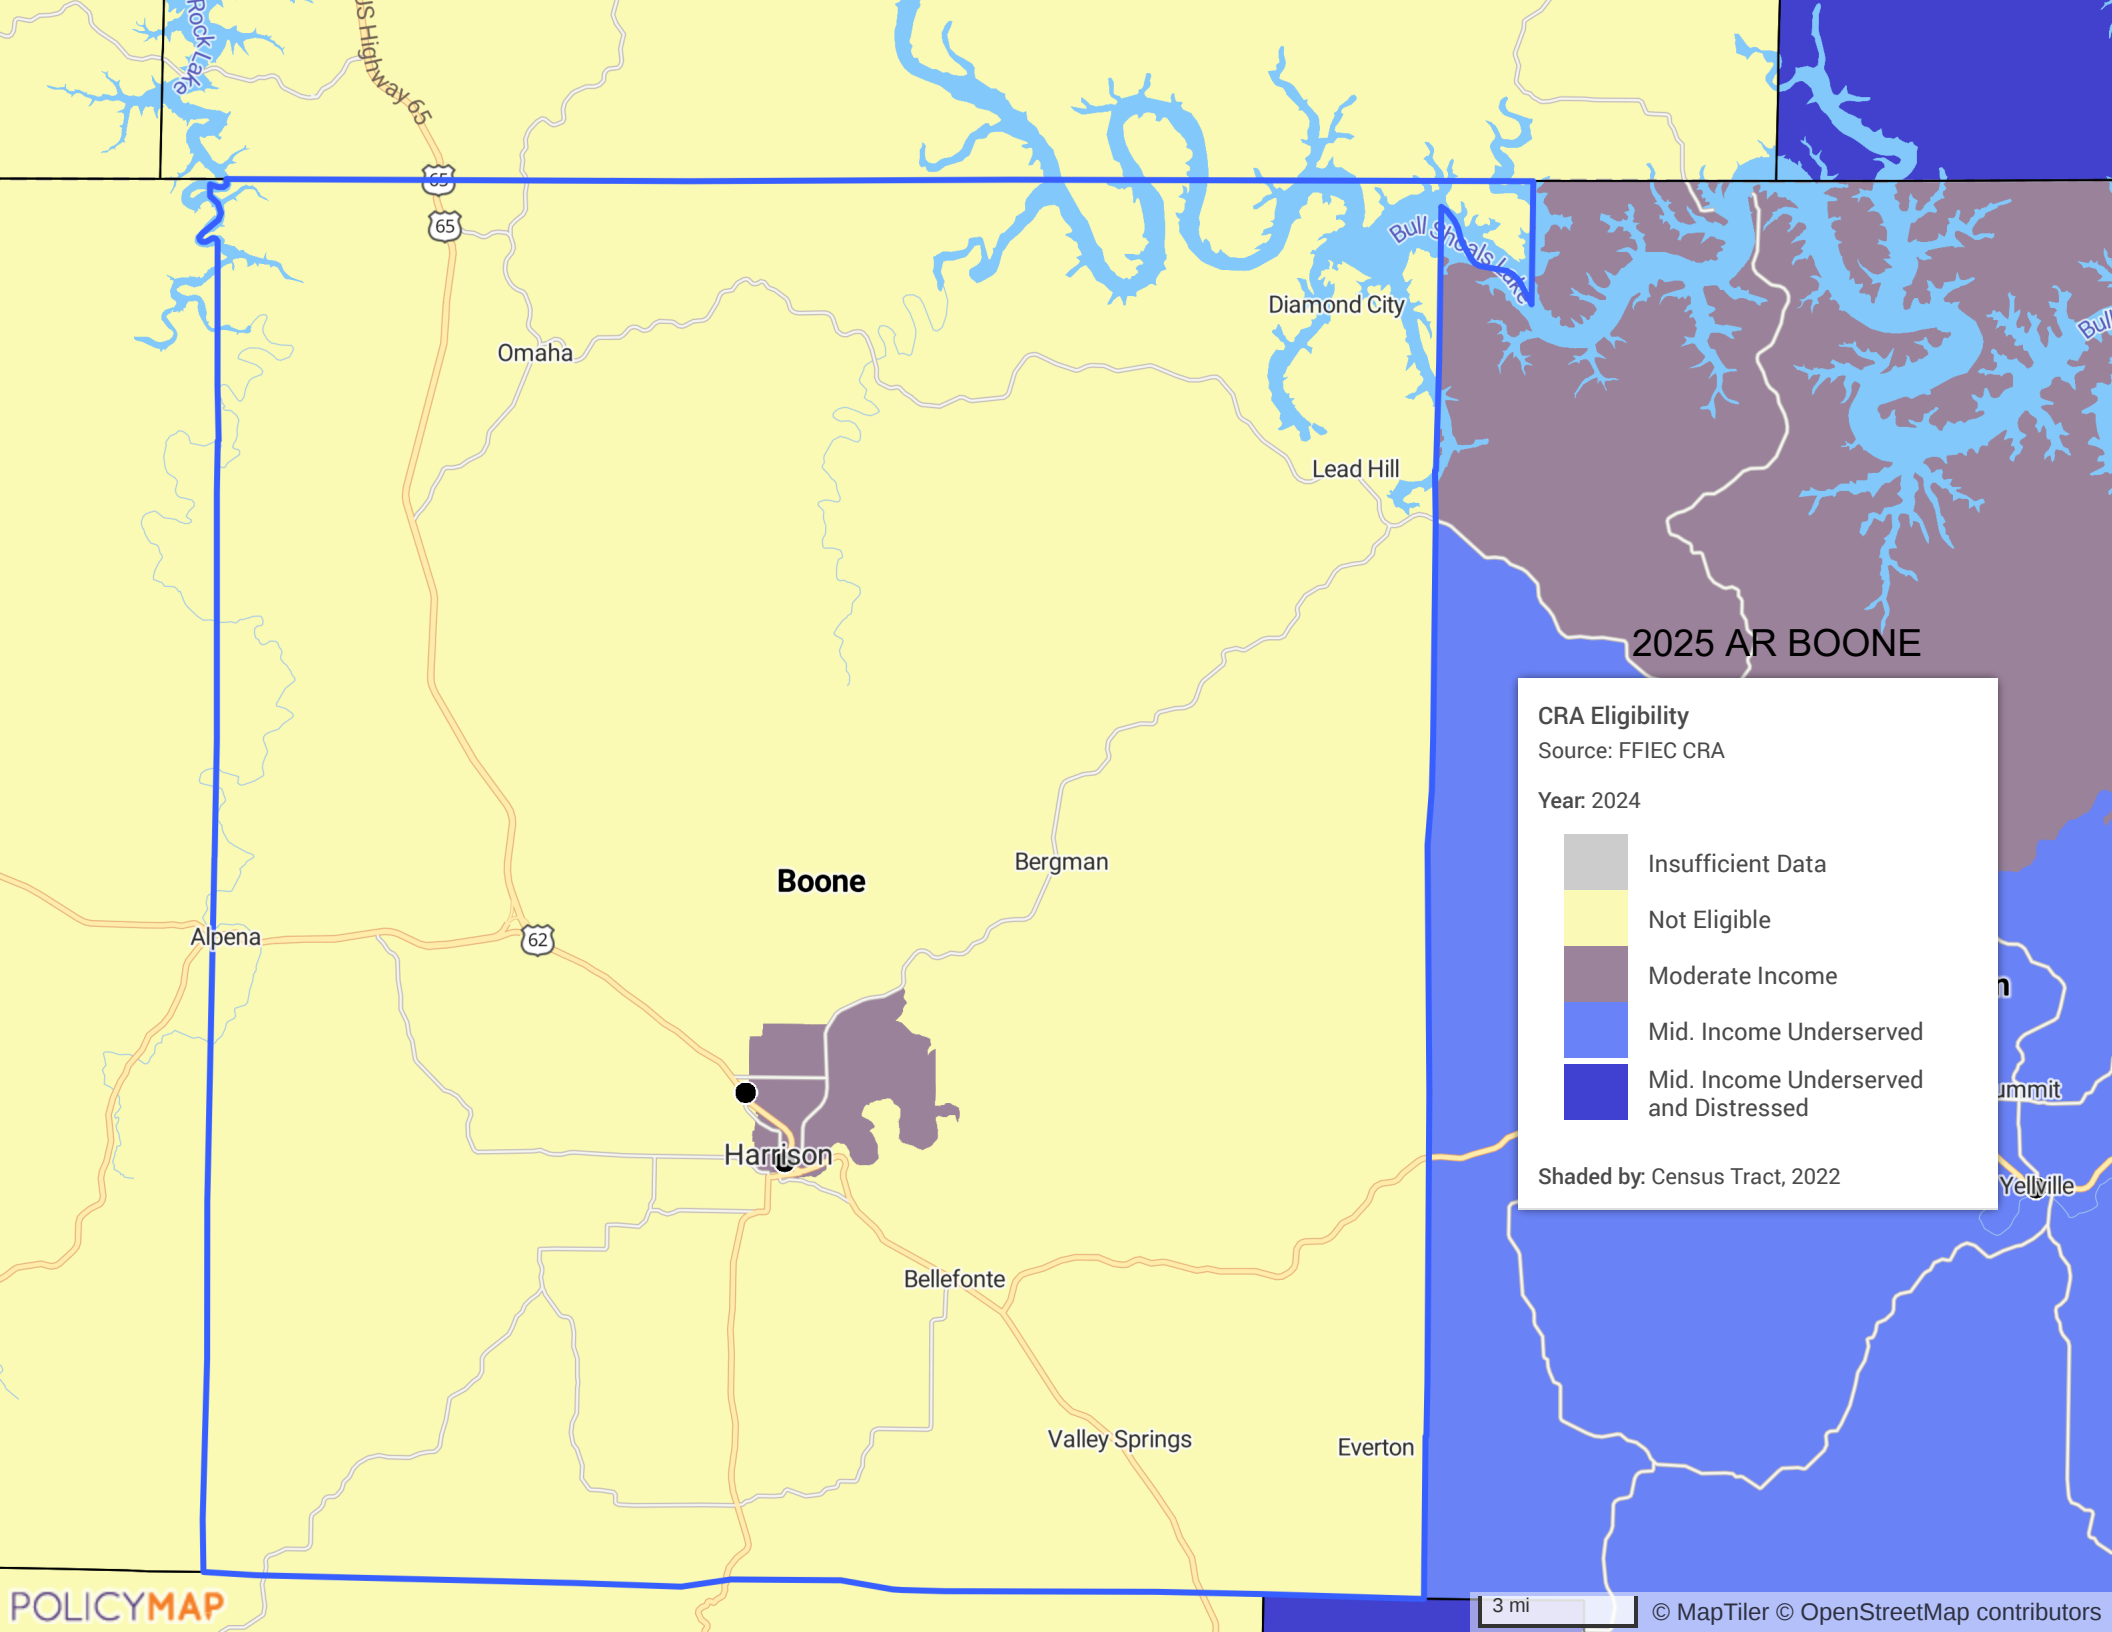 Rock Lake
US Highway 65
65
65
Bull Shoals Lake
Diamond City
Bull
Omaha
Lead Hill
2025 AR BOONE
CRA Eligibility
Source: FFIEC CRA
Year: 2024
Insufficient Data
Not Eligible
Moderate Income
Mid. Income Underserved
Mid. Income Underserved
and Distressed
Shaded by: Census Tract, 2022
Bergman
Boone
Alpena
62
n
ummit
Harrison
Yellville
Bellefonte
Valley Springs
Everton
POLICYMAP
3 mi
© MapTiler © OpenStreetMap contributors